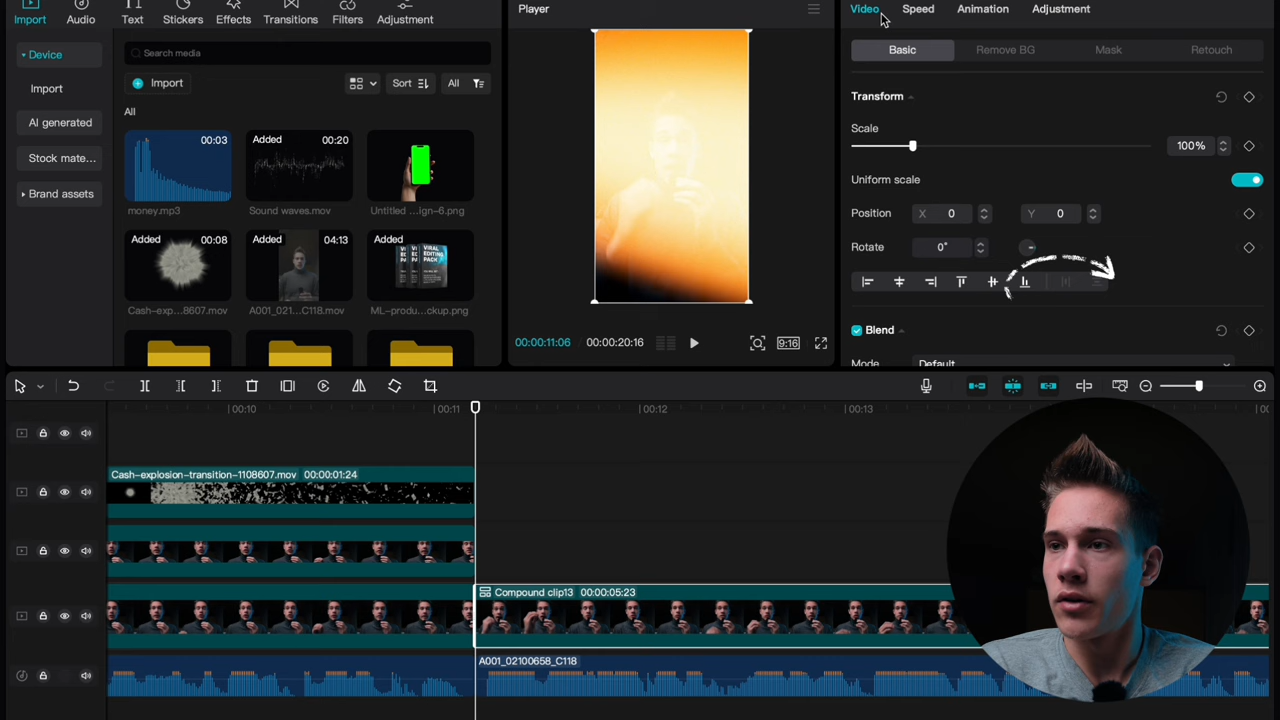 Import
Audio
Text
Stickers
Effects
Transitions
Filters
Adjustment
Device
Import
AI generated
Stock mate...
Brand assets
Search media
Import
Sort
All
All
00:03
money.mp3
Added
00:20
Sound waves.mov
Untitled ...ign-6.png
Added
00:08
Cash-exp...8607.mov
Added
04:13
A001_021...C118.mov
Added
VIRAL
EDITING
PACK
ML-produ...ckup.png
Player
00:00:11:06
00:00:20:16
9:16
Video
Speed
Animation
Adjustment
Basic
Remove BG
Mask
Retouch
Transform
Scale
100%
Uniform scale
Position
X
0
Y
0
Rotate
0°
Blend
Mode
Default
00:10
00:11
00:12
00:13
Cash-explosion-transition-1108607.mov 00:00:01:24
Compound clip13 00:00:05:23
A001_02100658_C118